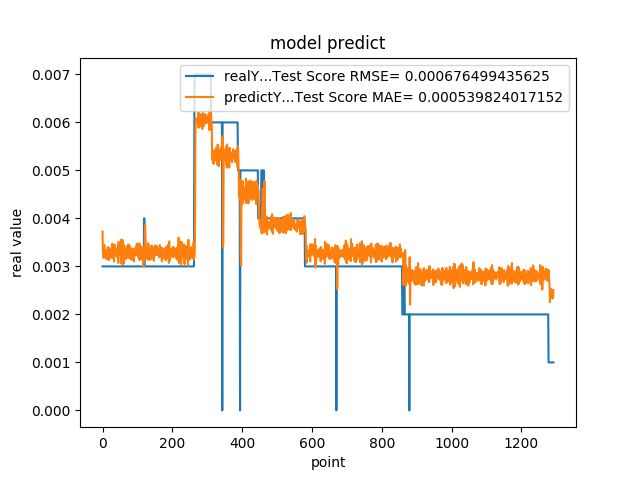 model predict
realY...Test Score RMSE= 0.000676499435625
predictY...Test Score MAE= 0.000539824017152
real value
0.007
0.006
0.005
0.004
0.003
0.002
0.001
0.000
0 200 400 600 800 1000 1200
point